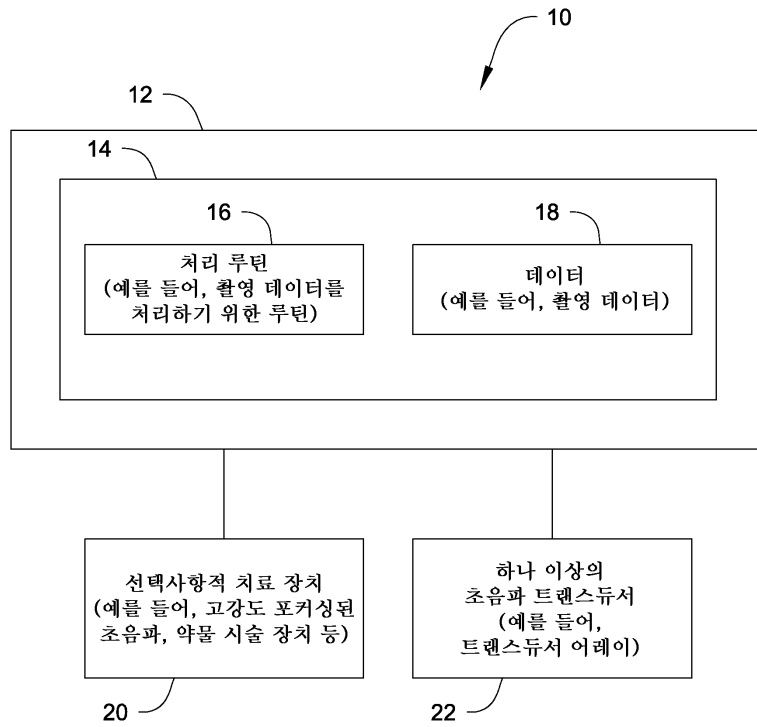 10
12
14
16
18
처리 루틴
(예를 들어, 촬영 데이터를
처리하기 위한 루틴)
데이터
(예를 들어, 촬영 데이터)
선택사항적 치료 장치
(예를 들어, 고강도 포커싱된
초음파, 약물 시술 장치 등)
하나 이상의
초음파 트랜스듀서
(예를 들어,
트랜스듀서 어레이)
20
22